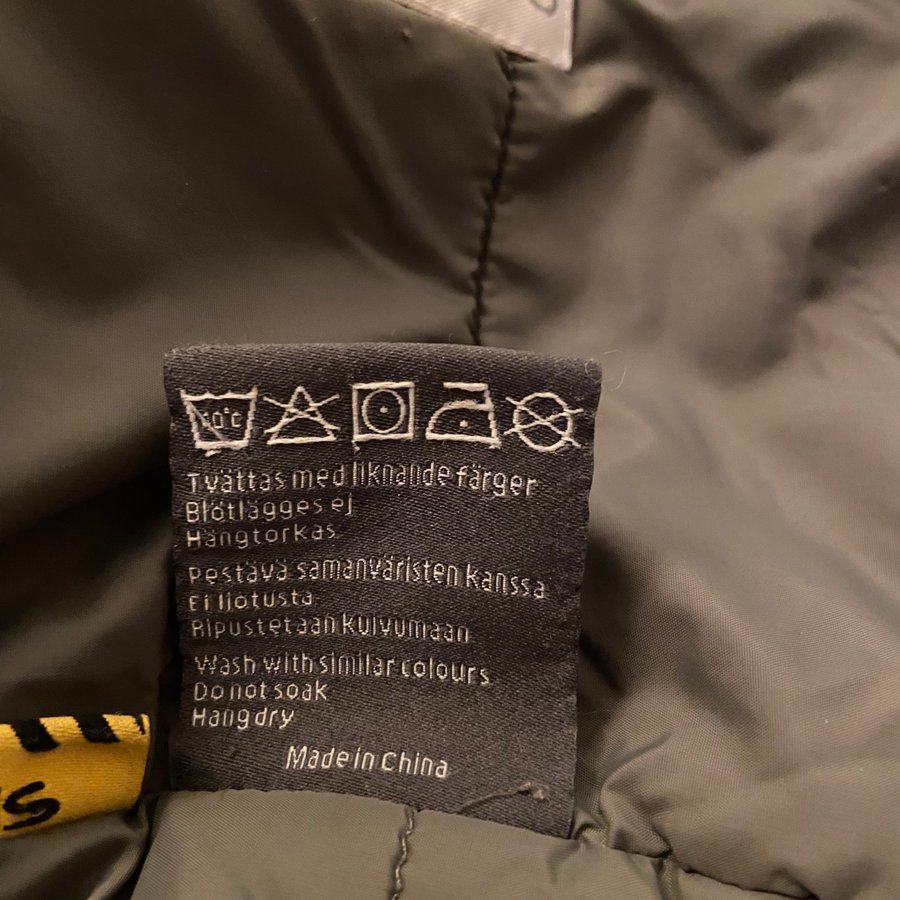 Tvättas med liknande färger
Blötlägges ej
Hängtorkas
Pestävä samanväristen kanssa
Ei liotusta
Ripustetaan kuivumaan
Wash with similar colours
Do not soak
Hang dry
Made in China